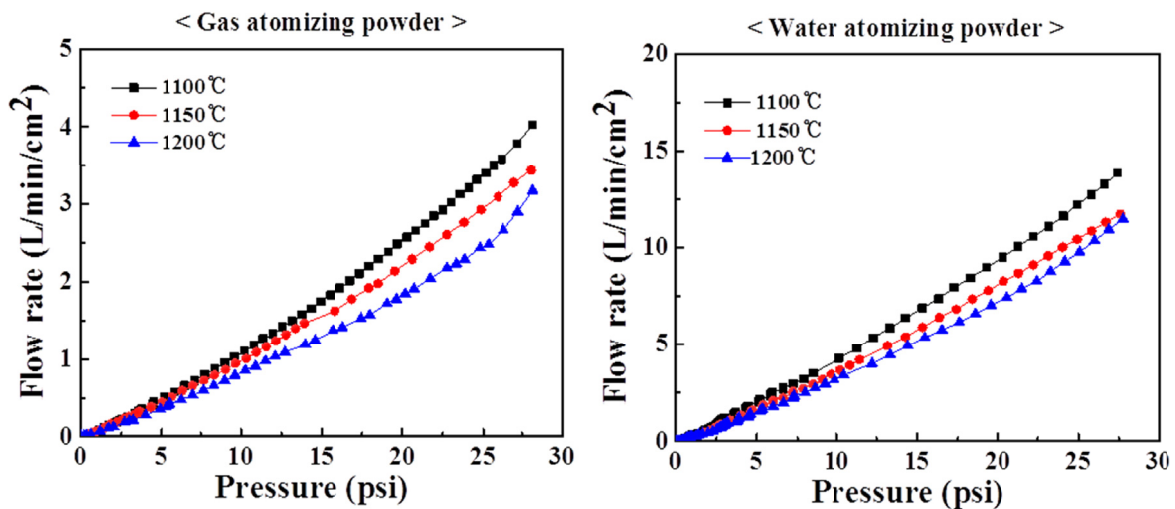 < Gas atomizing powder >
5
4
3
2
1
0
Flow rate (L/min/cm²)
1100℃
1150℃
1200℃
0 5 10 15 20 25 30
Pressure (psi)
< Water atomizing powder >
20
15
10
5
0
Flow rate (L/min/cm²)
1100℃
1150℃
1200℃
0 5 10 15 20 25 30
Pressure (psi)